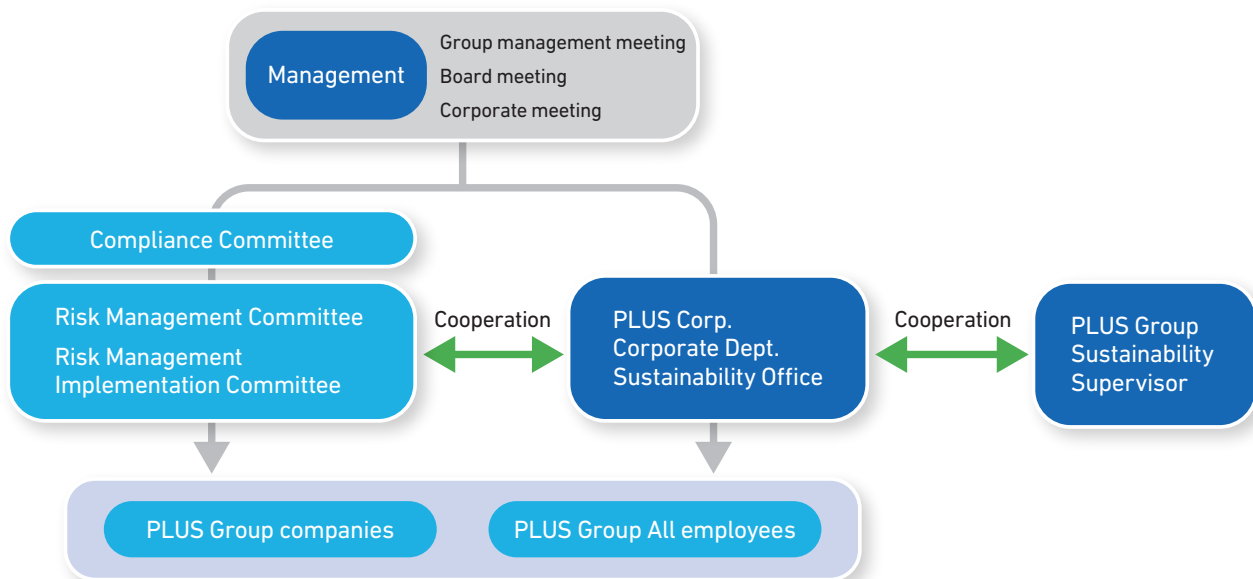 Management
Group management meeting
Board meeting
Corporate meeting
Compliance Committee
Risk Management Committee
Risk Management
Implementation Committee
Cooperation
PLUS Corp.
Corporate Dept.
Sustainability Office
Cooperation
PLUS Group
Sustainability
Supervisor
PLUS Group companies
PLUS Group All employees